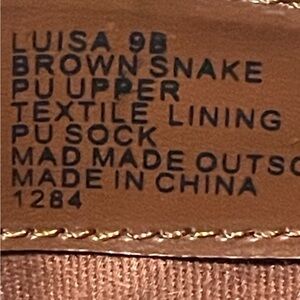 LUISA 9B
BROWN SNAKE
PU UPPER
TEXTILE LINING
PU SOCK
MAD MADE OUTSO
MADE IN CHINA
1284